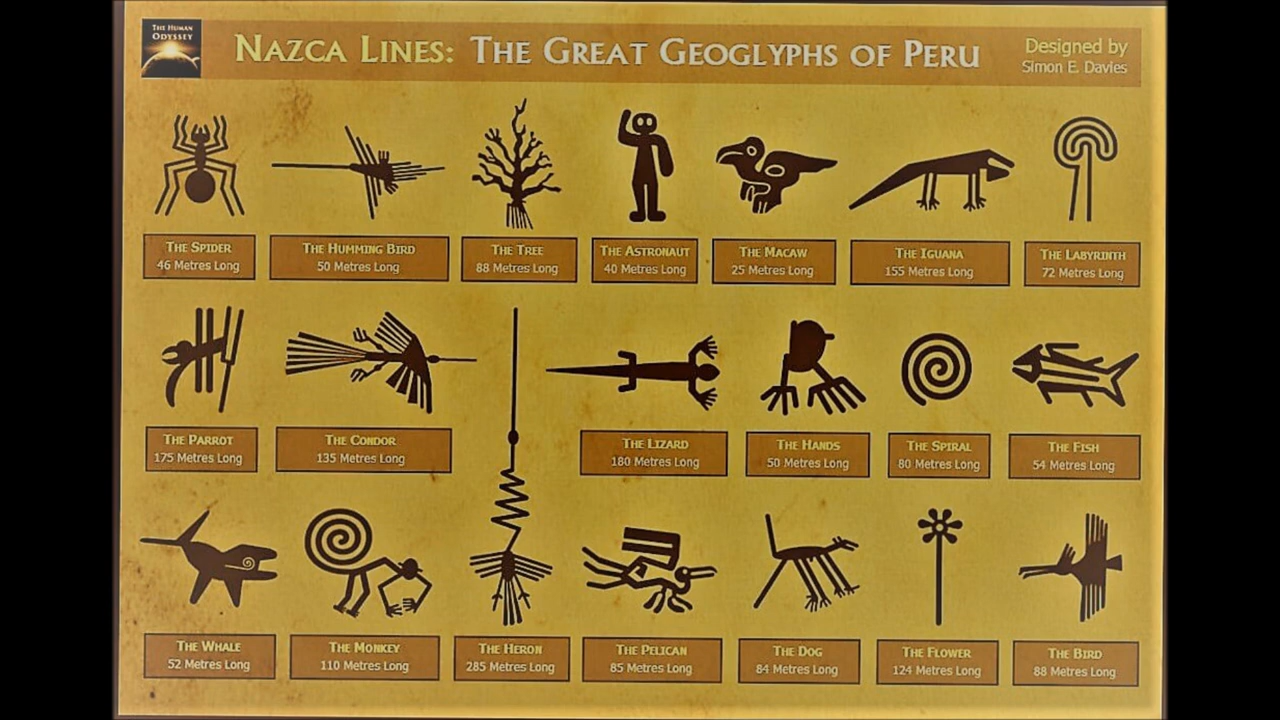 THE HUMAN
ODYSSEY
NAZCA LINES: THE GREAT GEOGLYPHS OF PERU
Designed by
Simon E. Davies
THE SPIDER
46 Metres Long
THE HUMMING BIRD
50 Metres Long
THE TREE
88 Metres Long
THE ASTRONAUT
40 Metres Long
THE MACAW
25 Metres Long
THE IGUANA
155 Metres Long
THE LABYRINTH
72 Metres Long
THE PARROT
175 Metres Long
THE CONDOR
135 Metres Long
THE LIZARD
180 Metres Long
THE HANDS
50 Metres Long
THE SPIRAL
80 Metres Long
THE FISH
54 Metres Long
THE WHALE
52 Metres Long
THE MONKEY
110 Metres Long
THE HERON
285 Metres Long
THE PELICAN
85 Metres Long
THE DOG
84 Metres Long
THE FLOWER
124 Metres Long
THE BIRD
88 Metres Long